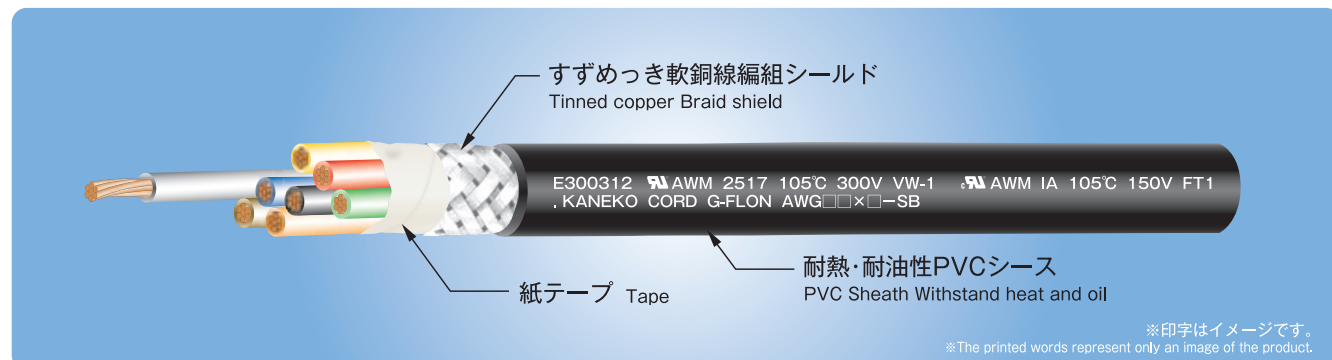 すずめっき軟銅線編組シールド
Tinned copper Braid shield
E300312 RU AWM 2517 105℃ 300V VW-1 cRU AWM IA 105℃ 150V FT1
. KANEKO CORD G-FLON AWG□□×□−SB
耐熱・耐油性PVCシース
PVC Sheath Withstand heat and oil
紙テープ Tape
※印字はイメージです。
※The printed words represent only an image of the product.